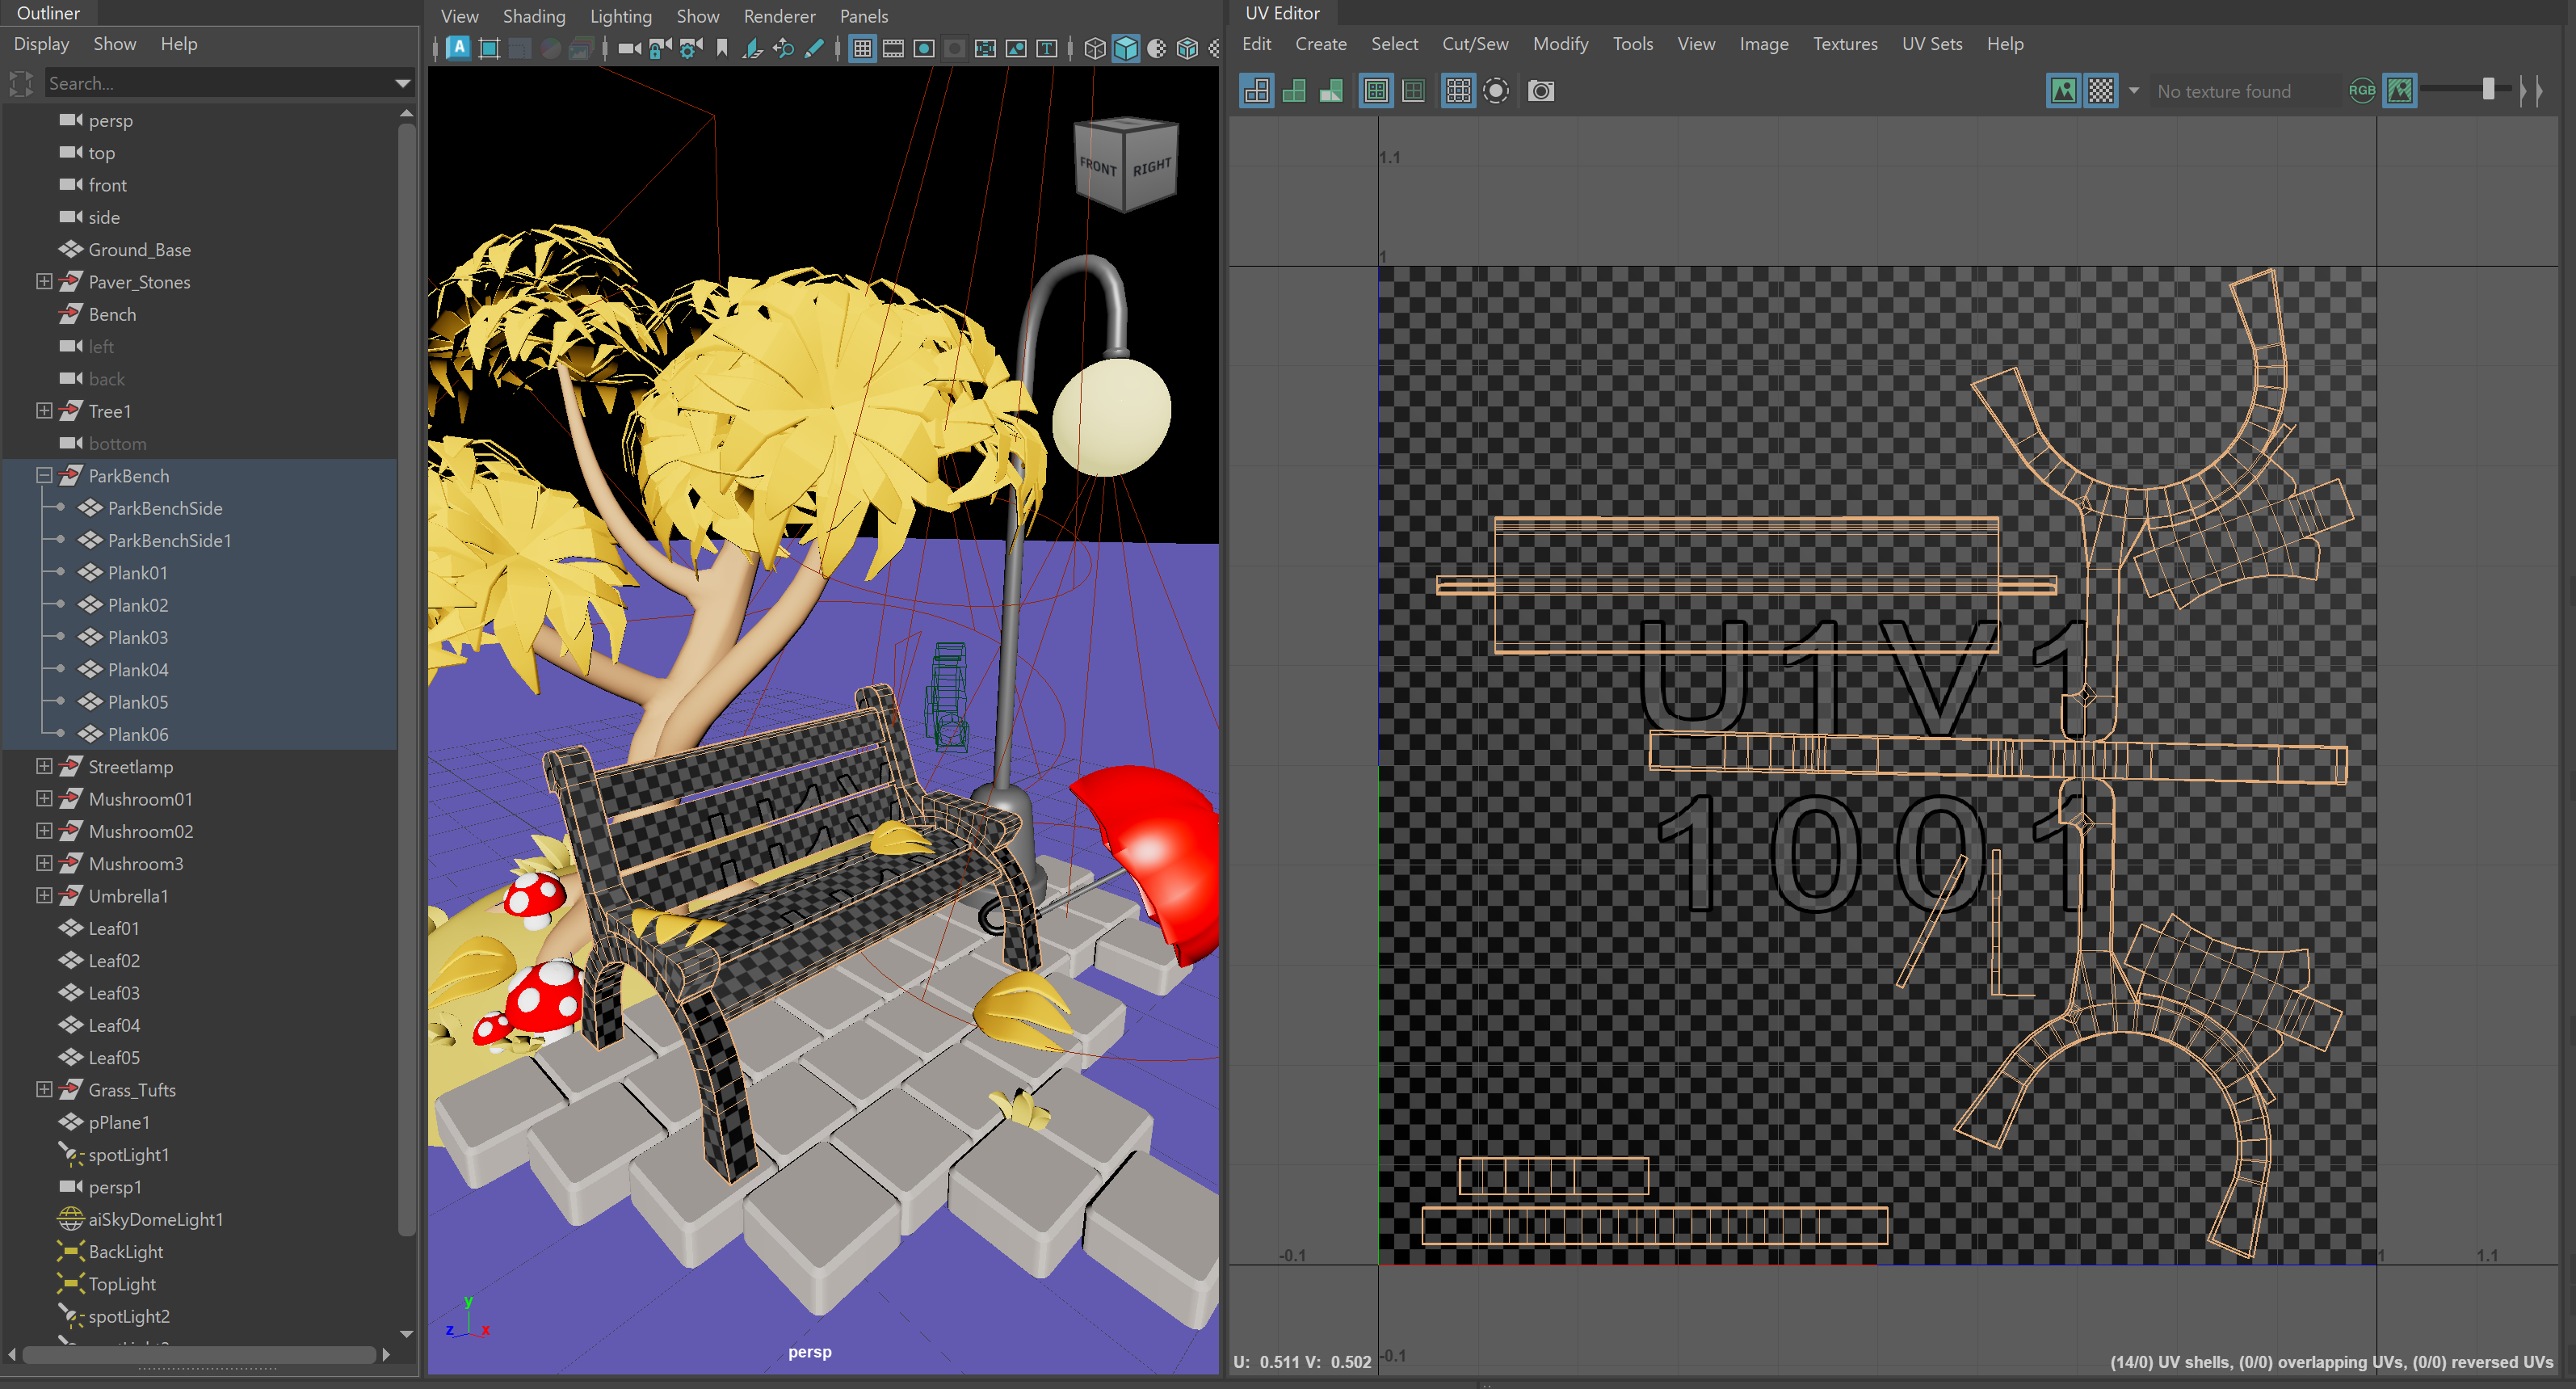 Outliner
Display Show Help
Search...
persp
top
front
side
Ground_Base
Paver_Stones
Bench
left
back
Tree1
bottom
ParkBench
ParkBenchSide
ParkBenchSide1
Plank01
Plank02
Plank03
Plank04
Plank05
Plank06
Streetlamp
Mushroom01
Mushroom02
Mushroom3
Umbrella1
Leaf01
Leaf02
Leaf03
Leaf04
Leaf05
Grass_Tufts
pPlane1
spotLight1
persp1
aiSkyDomeLight1
BackLight
TopLight
spotLight2
View Shading Lighting Show Renderer Panels
A
T
FRONT RIGHT
y
z x
persp
UV Editor
Edit Create Select Cut/Sew Modify Tools View Image Textures UV Sets Help
No texture found
RGB
1.1
1
U1V1
1001
-0.1 1 1.1
-0.1
U: 0.511 V: 0.502
(14/0) UV shells, (0/0) overlapping UVs, (0/0) reversed UVs